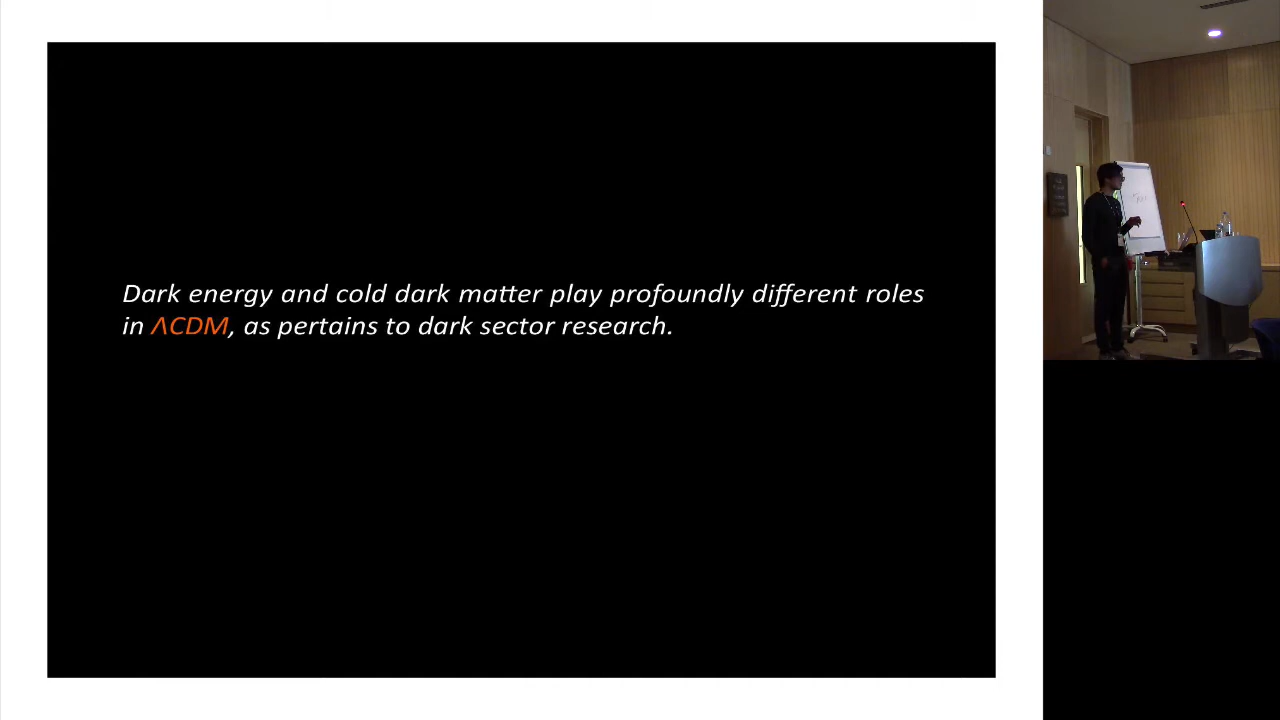 Dark energy and cold dark matter play profoundly different roles
in ΛCDM, as pertains to dark sector research.